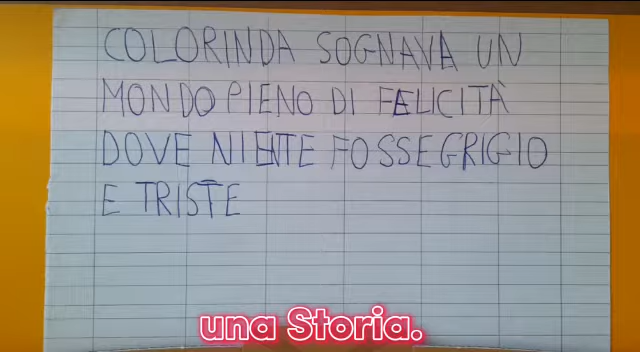 COLORINDA SOGNAVA UN
MONDO PIENO DI FELICITÀ
DOVE NIENTE FOSSE GRIGIO
E TRISTE
una Storia.